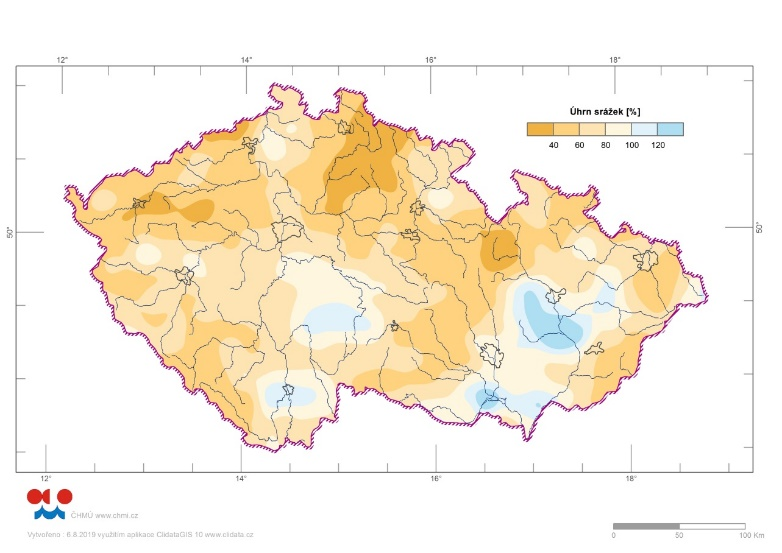 12° 14° 16° 18°
Úhrn srážek [%]
40 60 80 100 120
50° 50°
12° 14° 16° 18°
ČHMÚ www.chmi.cz
Vytvořeno : 6.8.2019 využitím aplikace ClidataGIS 10 www.clidata.cz
0 50 100 Km